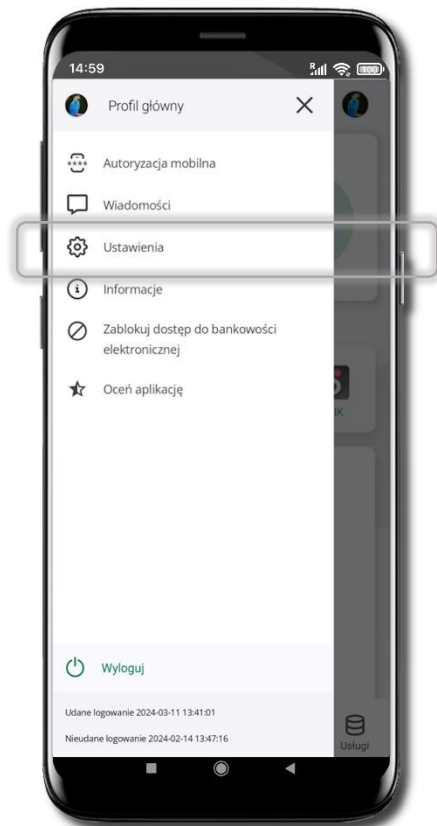 14:59
Profil główny
Autoryzacja mobilna
Wiadomości
Ustawienia
Informacje
Zablokuj dostęp do bankowości
elektronicznej
Oceń aplikację
IK
Wyloguj
Udane logowanie 2024-03-11 13:41:01
Nieudane logowanie 2024-02-14 13:47:16
Usługi